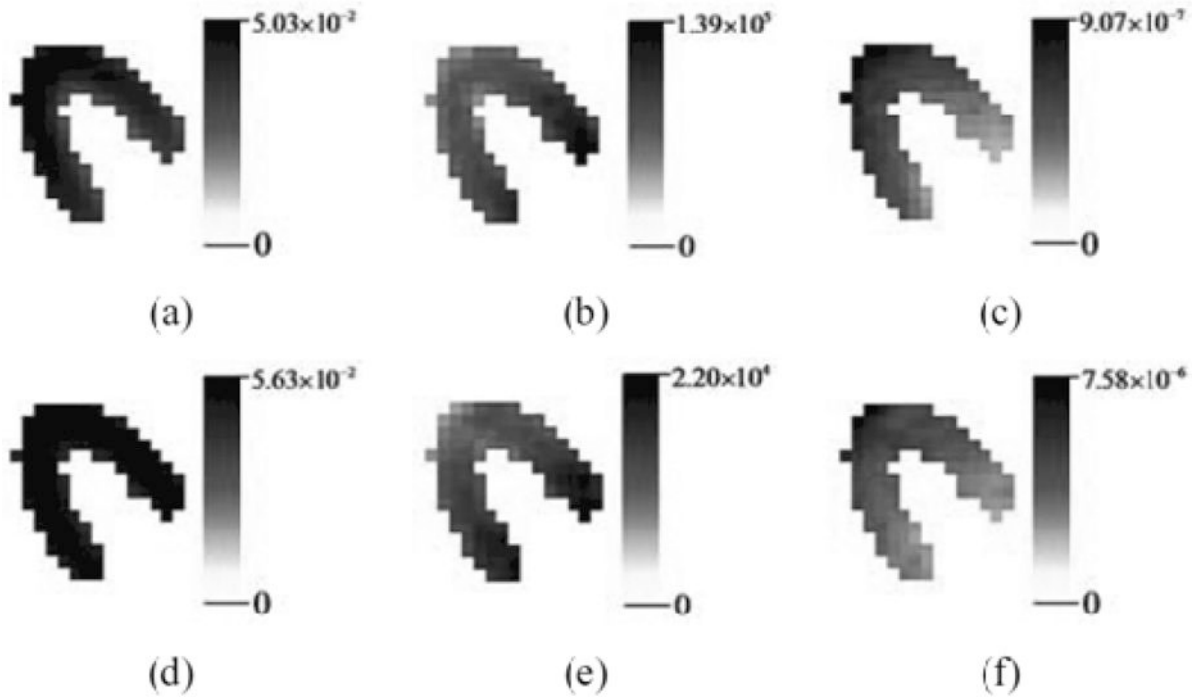 5.03×10⁻² 1.39×10⁵ 9.07×10⁻⁷
0 0 0
(a) (b) (c)
5.63×10⁻² 2.20×10⁴ 7.58×10⁻⁶
0 0 0
(d) (e) (f)